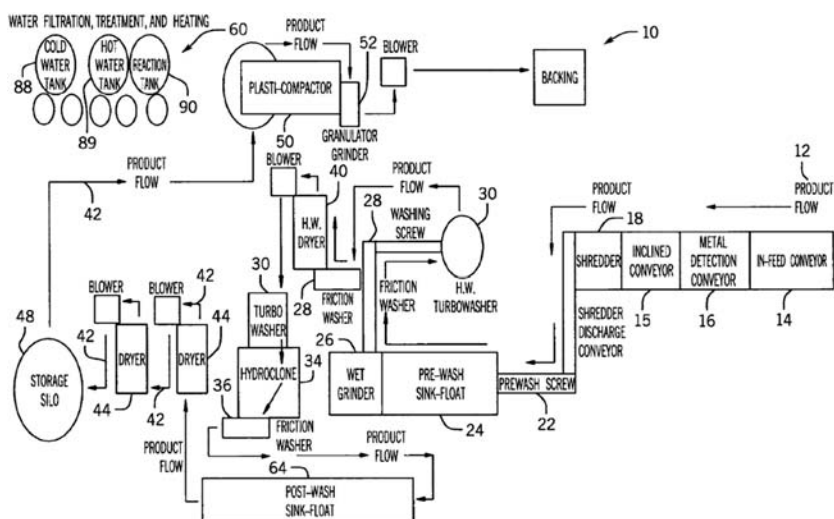 WATER FILTRATION, TREATMENT, AND HEATING
60
COLD
WATER
TANK
88
HOT
WATER
TANK
89
REACTION
TANK
90
PRODUCT
FLOW
PLASTI-COMPACTOR
50
52
GRANULATOR
GRINDER
BLOWER
BACKING
10
PRODUCT
FLOW
42
BLOWER
40
H.W.
DRYER
28
FRICTION
WASHER
PRODUCT
FLOW
28
WASHING
SCREW
30
H.W.
TURBOWASHER
FRICTION
WASHER
12
PRODUCT
FLOW
PRODUCT
FLOW
18
SHREDDER
INCLINED
CONVEYOR
15
METAL
DETECTION
CONVEYOR
16
IN-FEED CONVEYOR
14
SHREDDER
DISCHARGE
CONVEYOR
PREWASH SCREW
22
26
WET
GRINDER
PRE-WASH
SINK-FLOAT
24
30
TURBO
WASHER
HYDROCLONE
34
36
FRICTION
WASHER
BLOWER
42
BLOWER
42
44
DRYER
42
DRYER
44
42
48
STORAGE
SILO
PRODUCT
FLOW
PRODUCT
FLOW
64
POST-WASH
SINK-FLOAT